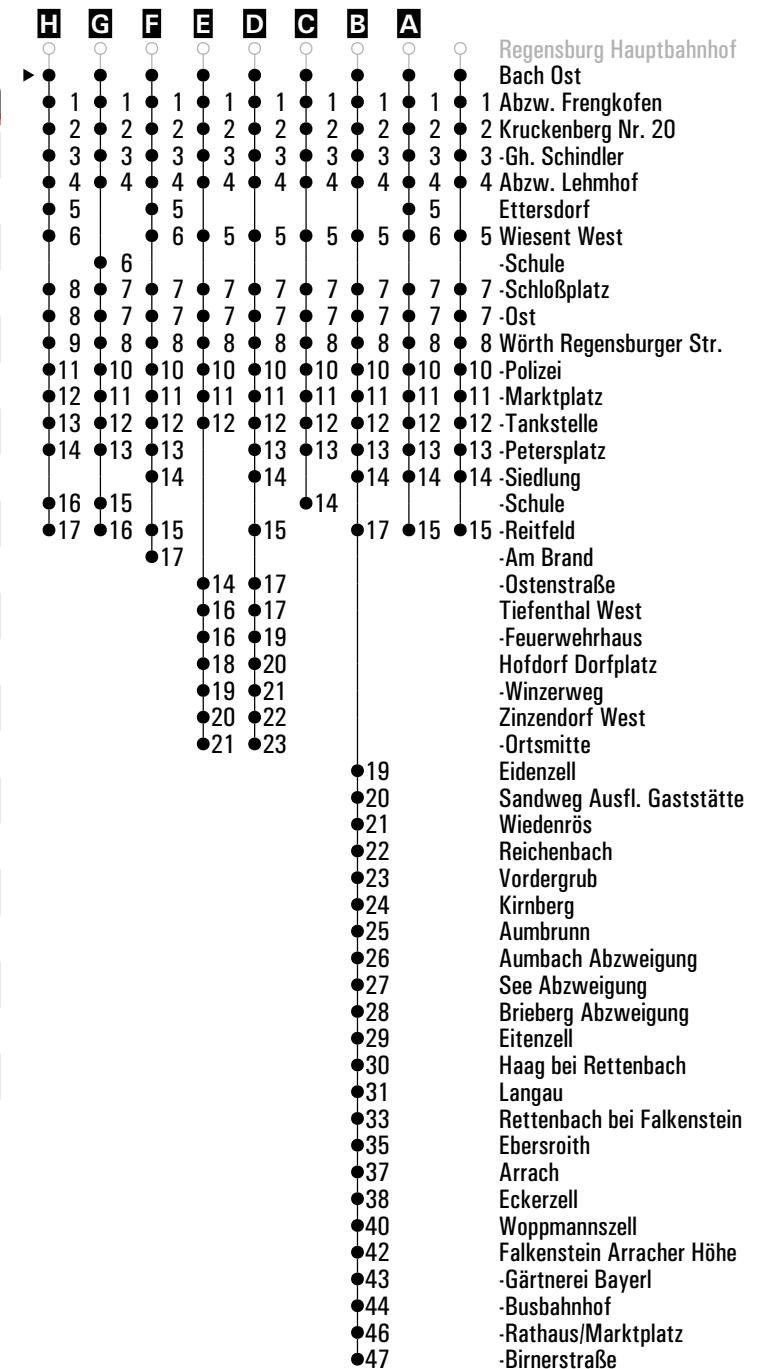 H G F E D C B A
Regensburg Hauptbahnhof
Bach Ost
1 1 1 1 1 1 1 1 1 Abzw. Frengkofen
2 2 2 2 2 2 2 2 2 Kruckenberg Nr. 20
3 3 3 3 3 3 3 3 3 -Gh. Schindler
4 4 4 4 4 4 4 4 4 Abzw. Lehmhof
5 5 5 Ettersdorf
6 6 5 5 5 5 6 5 Wiesent West
6 -Schule
8 7 7 7 7 7 7 7 7 -Schloßplatz
8 7 7 7 7 7 7 7 7 -Ost
9 8 8 8 8 8 8 8 8 Wörth Regensburger Str.
11 10 10 10 10 10 10 10 10 -Polizei
12 11 11 11 11 11 11 11 11 -Marktplatz
13 12 12 12 12 12 12 12 12 -Tankstelle
14 13 13 13 13 13 13 13 -Petersplatz
14 14 14 14 14 -Siedlung
16 15 14 -Schule
17 16 15 15 17 15 15 -Reitfeld
17 -Am Brand
14 17 -Ostenstraße
16 17 Tiefenthal West
16 19 -Feuerwehrhaus
18 20 Hofdorf Dorfplatz
19 21 -Winzerweg
20 22 Zinzendorf West
21 23 -Ortsmitte
19 Eidenzell
20 Sandweg Ausfl. Gaststätte
21 Wiedenrös
22 Reichenbach
23 Vordergrub
24 Kirnberg
25 Aumbrunn
26 Aumbach Abzweigung
27 See Abzweigung
28 Brieberg Abzweigung
29 Eitenzell
30 Haag bei Rettenbach
31 Langau
33 Rettenbach bei Falkenstein
35 Ebersroith
37 Arrach
38 Eckerzell
40 Woppmannszell
42 Falkenstein Arracher Höhe
43 -Gärtnerei Bayerl
44 -Busbahnhof
46 -Rathaus/Marktplatz
47 -Birnerstraße